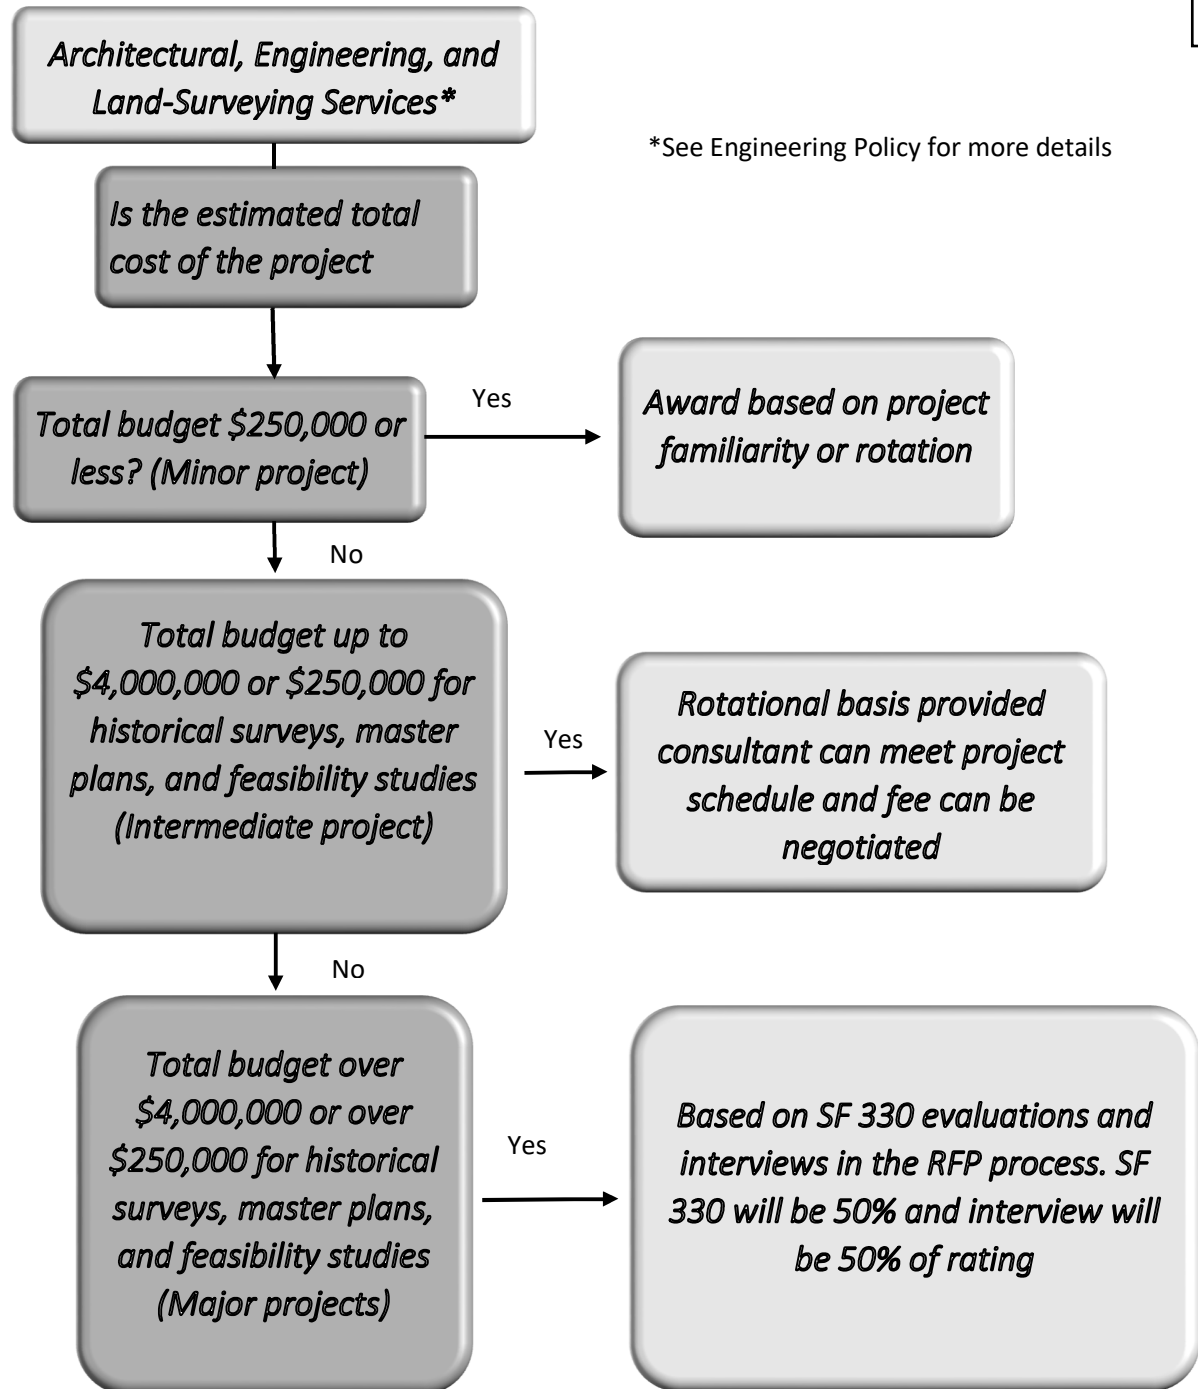 Architectural, Engineering, and
Land-Surveying Services*
*See Engineering Policy for more details
Is the estimated total
cost of the project
Total budget $250,000 or
less? (Minor project)
Yes
Award based on project
familiarity or rotation
No
Total budget up to
$4,000,000 or $250,000 for
historical surveys, master
plans, and feasibility studies
(Intermediate project)
Yes
Rotational basis provided
consultant can meet project
schedule and fee can be
negotiated
No
Total budget over
$4,000,000 or over
$250,000 for historical
surveys, master plans,
and feasibility studies
(Major projects)
Yes
Based on SF 330 evaluations and
interviews in the RFP process. SF
330 will be 50% and interview will
be 50% of rating